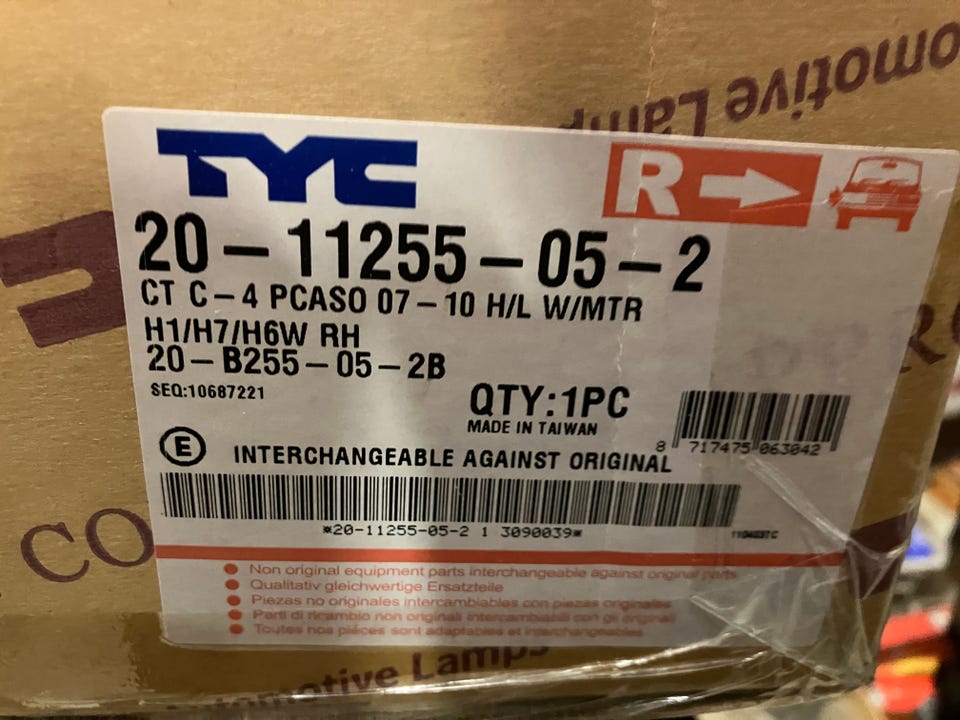 Automotive Lamps
TYC
R
20-11255-05-2
CT C-4 PCASO 07-10 H/L W/MTR
H1/H7/H6W RH
20-B255-05-2B
SEQ:10687221
QTY:1PC
MADE IN TAIWAN
8 717475 063042
E INTERCHANGEABLE AGAINST ORIGINAL
*20-11255-05-2 1 3090039*
CO
Non original equipment parts interchangeable against original parts
Qualitativ gleichwertige Ersatzteile
Piezas no originales intercambiables con piezas originales
Parti di ricambio non originali intercambiabili con gli originali
Toutes nos pièces sont adaptables et interchangeables
Automotive Lamps